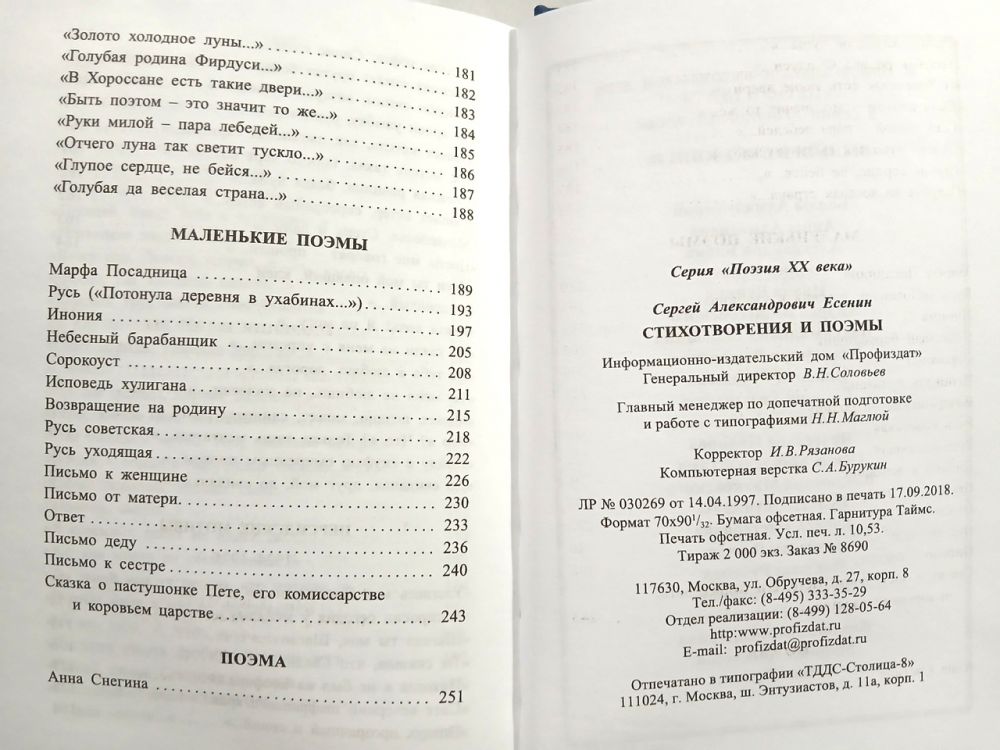 «Золото холодное луны...» ........................ 181
«Голубая родина Фирдуси...» ........................ 182
«В Хороссане есть такие двери...» ........................ 183
«Быть поэтом – это значит то же...» ........................ 184
«Руки милой – пара лебедей...» ........................ 185
«Отчего луна так светит тускло...» ........................ 186
«Глупое сердце, не бейся...» ........................ 187
«Голубая да веселая страна...» ........................ 188
МАЛЕНЬКИЕ ПОЭМЫ
Марфа Посадница ........................ 189
Русь («Потонула деревня в ухабинах...») ........................ 193
Инония ........................ 197
Небесный барабанщик ........................ 205
Сорокоуст ........................ 208
Исповедь хулигана ........................ 211
Возвращение на родину ........................ 215
Русь советская ........................ 218
Русь уходящая ........................ 222
Письмо к женщине ........................ 226
Письмо от матери ........................ 230
Ответ ........................ 233
Письмо деду ........................ 236
Письмо к сестре ........................ 240
Сказка о пастушонке Пете, его комиссарстве
и коровьем царстве ........................ 243
ПОЭМА
Анна Снегина ........................ 251
Серия «Поэзия XX века»
Сергей Александрович Есенин
СТИХОТВОРЕНИЯ И ПОЭМЫ
Информационно-издательский дом «Профиздат»
Генеральный директор В.Н.Соловьев
Главный менеджер по допечатной подготовке
и работе с типографиями Н.Н.Маглюй
Корректор И.В.Рязанова
Компьютерная верстка С.А.Бурукин
ЛР № 030269 от 14.04.1997. Подписано в печать 17.09.2018.
Формат 70х90 1/32. Бумага офсетная. Гарнитура Таймс.
Печать офсетная. Усл. печ. л. 10,53.
Тираж 2 000 экз. Заказ № 8690
117630, Москва, ул. Обручева, д. 27, корп. 8
Тел./факс: (8-495) 333-35-29
Отдел реализации: (8-499) 128-05-64
http:www.profizdat.ru
E-mail: profizdat@profizdat.ru
Отпечатано в типографии «ТДДС-Столица-8»
111024, г. Москва, ш. Энтузиастов, д. 11а, корп. 1